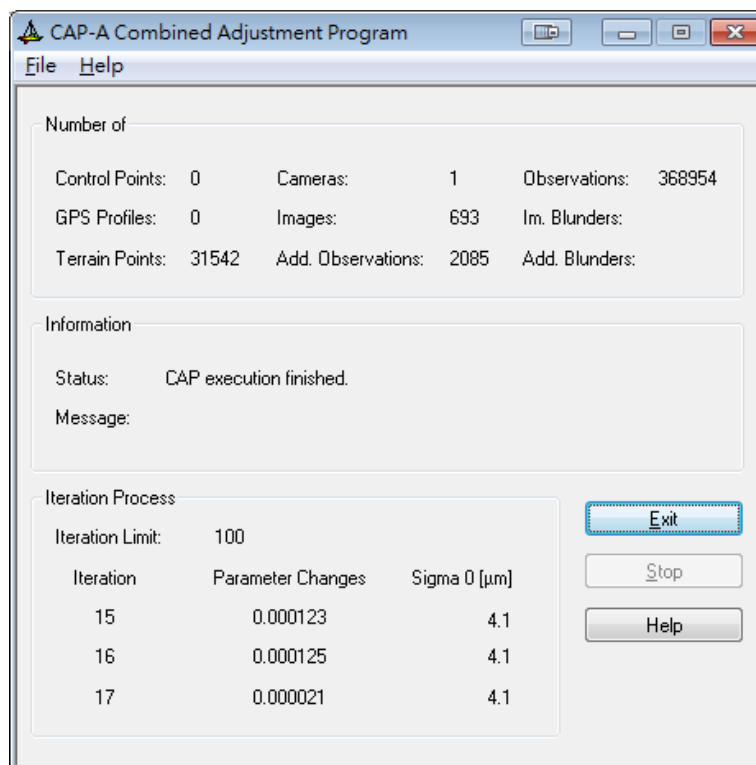 CAP-A Combined Adjustment Program
File Help
Number of
Control Points: 0 Cameras: 1 Observations: 368954
GPS Profiles: 0 Images: 693 Im. Blunders:
Terrain Points: 31542 Add. Observations: 2085 Add. Blunders:
Information
Status: CAP execution finished.
Message:
Iteration Process
Iteration Limit: 100
Iteration Parameter Changes Sigma 0 [µm]
15 0.000123 4.1
16 0.000125 4.1
17 0.000021 4.1
Exit
Stop
Help